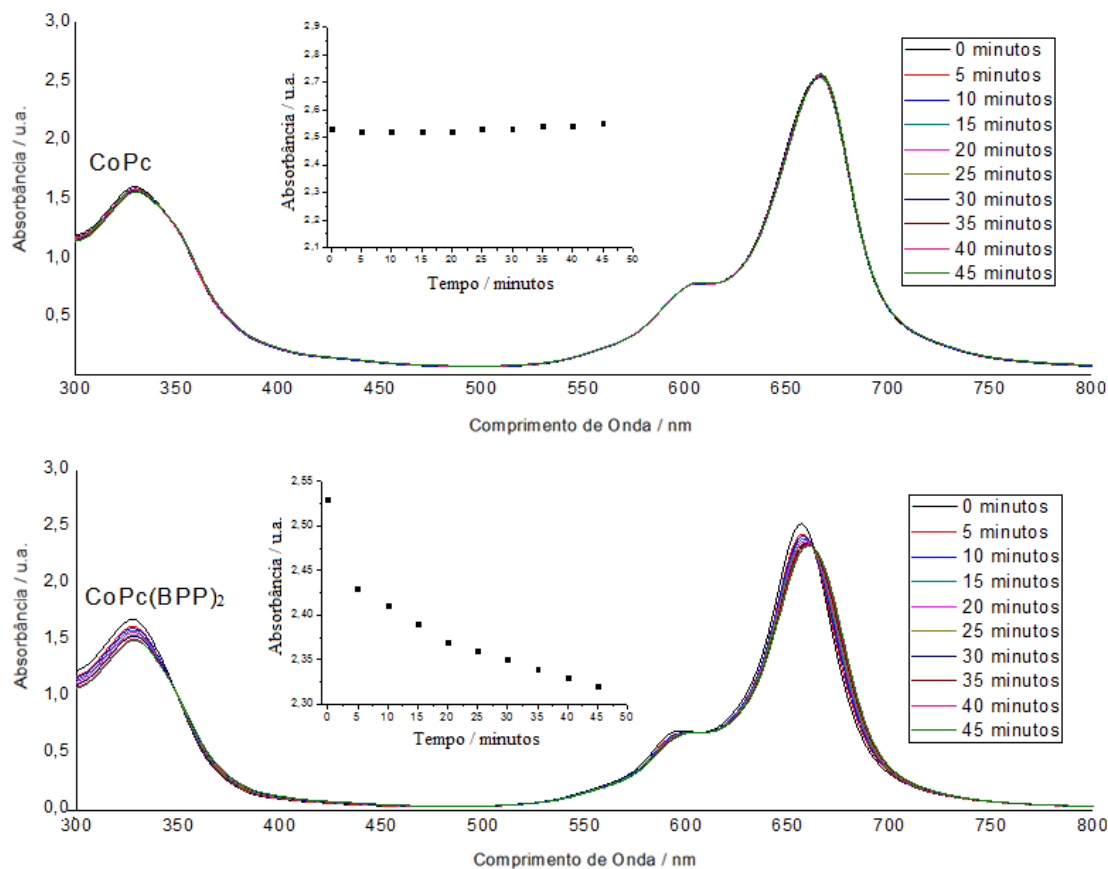 3,0
2,5
2,0
1,5
1,0
0,5
Absorbância / u.a.
CoPc
2,9
2,8
2,7
2,6
2,5
2,4
2,3
2,2
2,1
Absorbância / u.a.
0 5 10 15 20 25 30 35 40 45 50
Tempo / minutos
0 minutos
5 minutos
10 minutos
15 minutos
20 minutos
25 minutos
30 minutos
35 minutos
40 minutos
45 minutos
300 350 400 450 500 550 600 650 700 750 800
Comprimento de Onda / nm
3,0
2,5
2,0
1,5
1,0
0,5
0,0
Absorbância / u.a.
CoPc(BPP)₂
2,55
2,50
2,45
2,40
2,35
2,30
Absorbância / u.a.
0 5 10 15 20 25 30 35 40 45 50
Tempo / minutos
0 minutos
5 minutos
10 minutos
15 minutos
20 minutos
25 minutos
30 minutos
35 minutos
40 minutos
45 minutos
300 350 400 450 500 550 600 650 700 750 800
Comprimento de Onda / nm